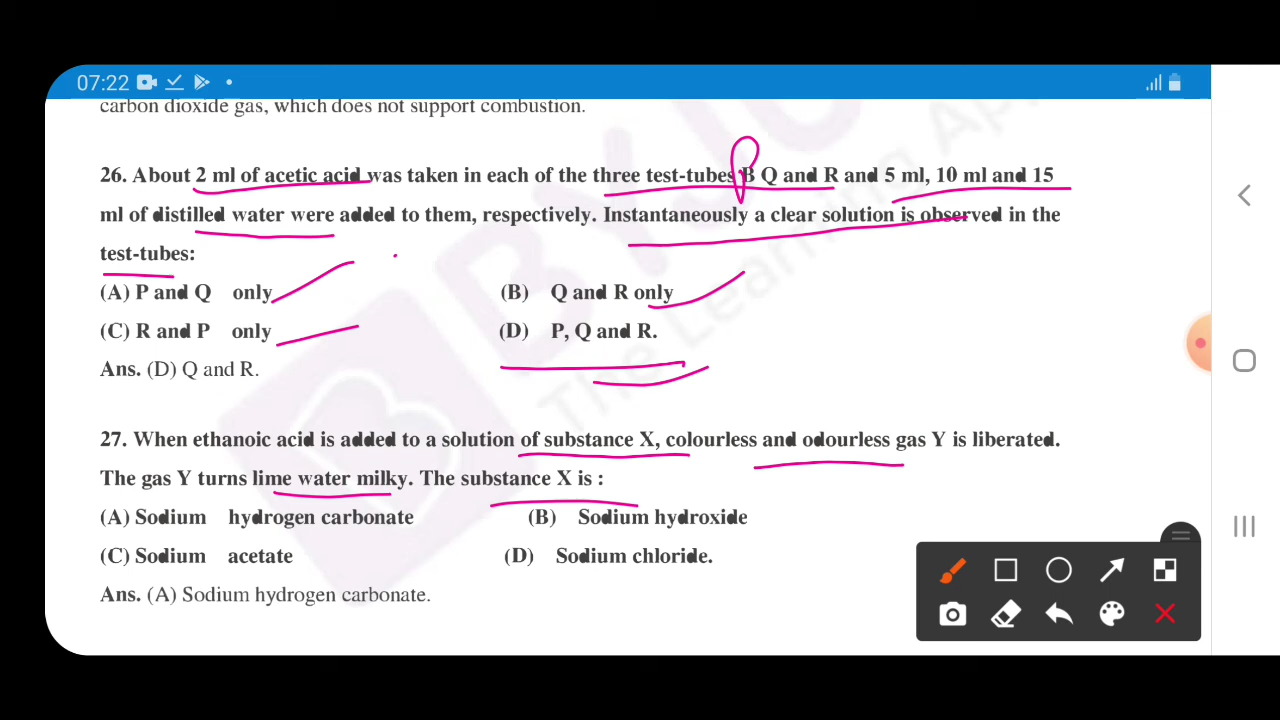 07:22
carbon dioxide gas, which does not support combustion.
26. About 2 ml of acetic acid was taken in each of the three test-tubes B Q and R and 5 ml, 10 ml and 15
P
ml of distilled water were added to them, respectively. Instantaneously a clear solution is observed in the
test-tubes:
(A) P and Q only (B) Q and R only
(C) R and P only (D) P, Q and R.
Ans. (D) Q and R.
27. When ethanoic acid is added to a solution of substance X, colourless and odourless gas Y is liberated.
The gas Y turns lime water milky. The substance X is :
(A) Sodium hydrogen carbonate (B) Sodium hydroxide
(C) Sodium acetate (D) Sodium chloride.
Ans. (A) Sodium hydrogen carbonate.
BYJU
The Learning App